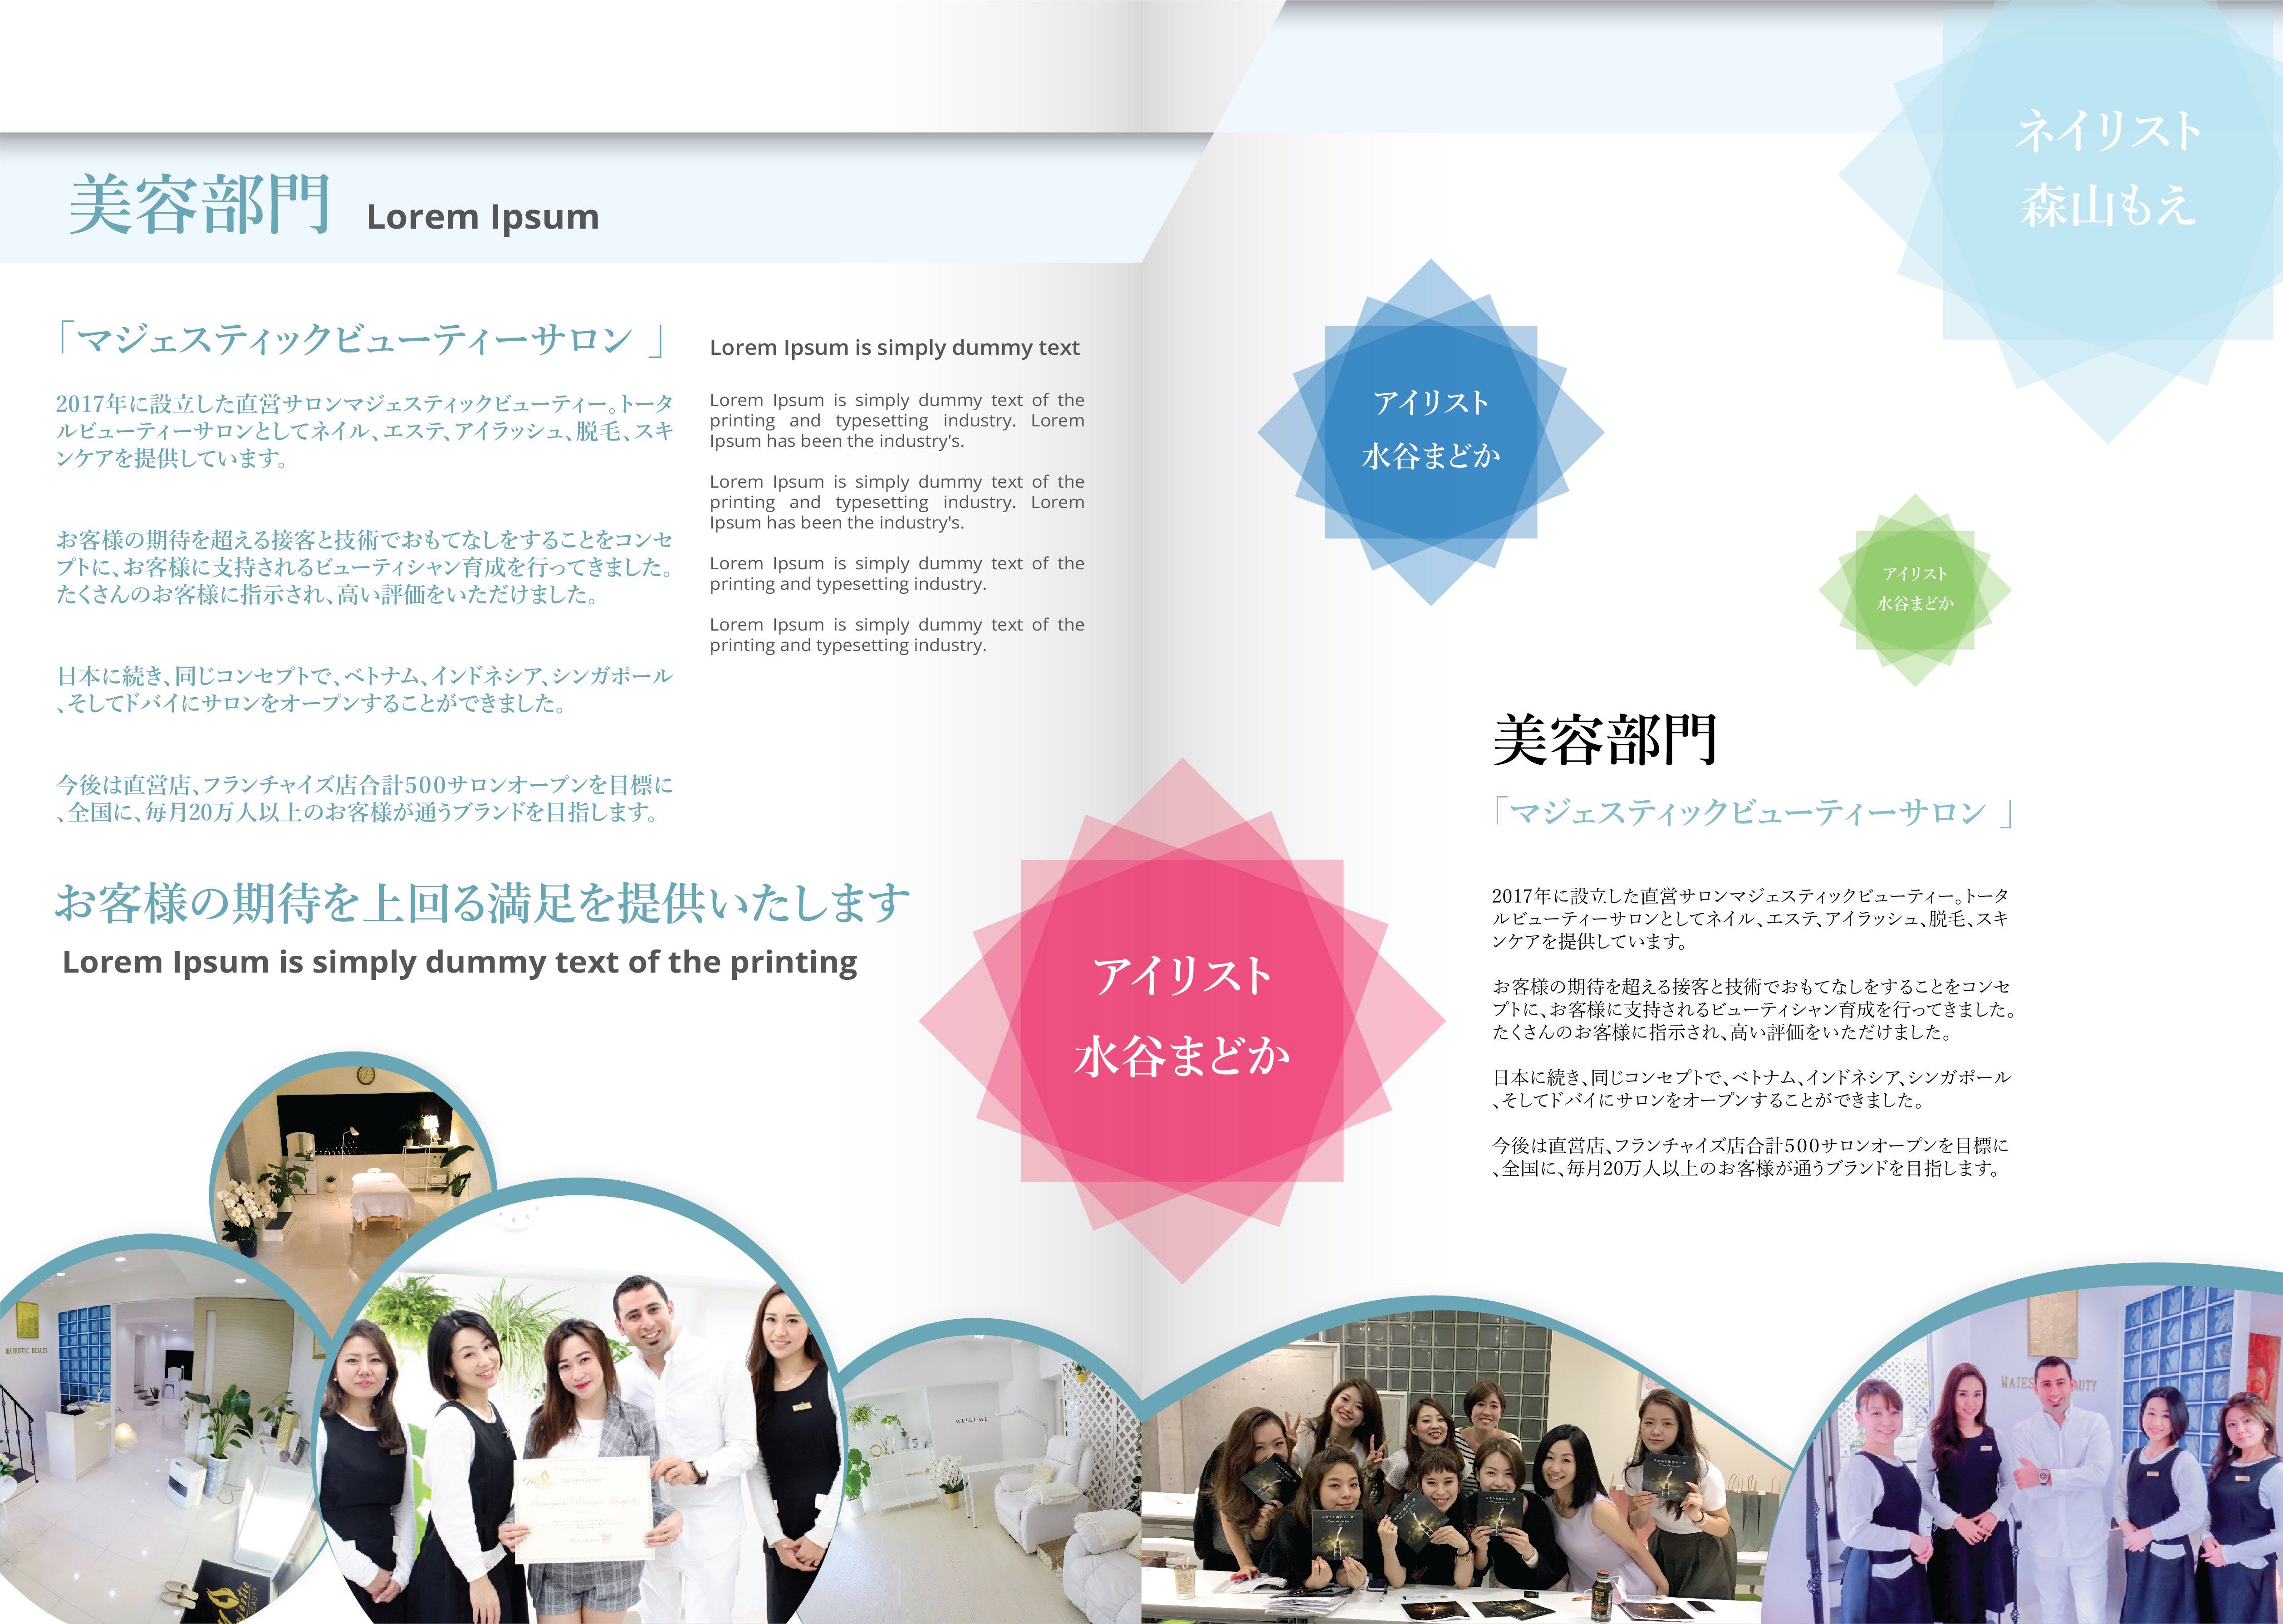 美容部門 Lorem Ipsum
「マジェスティックビューティーサロン 」
2017年に設立した直営サロンマジェスティックビューティー。トータ
ルビューティーサロンとしてネイル、エステ、アイラッシュ、脱毛、スキ
ンケアを提供しています。
お客様の期待を超える接客と技術でおもてなしをすることをコンセ
プトに、お客様に支持されるビューティシャン育成を行ってきました。
たくさんのお客様に指示され、高い評価をいただけました。
日本に続き、同じコンセプトで、ベトナム、インドネシア、シンガポール
、そしてドバイにサロンをオープンすることができました。
今後は直営店、フランチャイズ店合計500サロンオープンを目標に
、全国に、毎月20万人以上のお客様が通うブランドを目指します。
Lorem Ipsum is simply dummy text
Lorem Ipsum is simply dummy text of the
printing and typesetting industry. Lorem
Ipsum has been the industry's.
Lorem Ipsum is simply dummy text of the
printing and typesetting industry. Lorem
Ipsum has been the industry's.
Lorem Ipsum is simply dummy text of the
printing and typesetting industry.
Lorem Ipsum is simply dummy text of the
printing and typesetting industry.
お客様の期待を上回る満足を提供いたします
Lorem Ipsum is simply dummy text of the printing
ネイリスト
森山もえ
アイリスト
水谷まどか
アイリスト
水谷まどか
アイリスト
水谷まどか
美容部門
「マジェスティックビューティーサロン 」
2017年に設立した直営サロンマジェスティックビューティー。トータ
ルビューティーサロンとしてネイル、エステ、アイラッシュ、脱毛、スキ
ンケアを提供しています。
お客様の期待を超える接客と技術でおもてなしをすることをコンセ
プトに、お客様に支持されるビューティシャン育成を行ってきました。
たくさんのお客様に指示され、高い評価をいただけました。
日本に続き、同じコンセプトで、ベトナム、インドネシア、シンガポール
、そしてドバイにサロンをオープンすることができました。
今後は直営店、フランチャイズ店合計500サロンオープンを目標に
、全国に、毎月20万人以上のお客様が通うブランドを目指します。
MAJESTIC BEAUTY
WELCOME